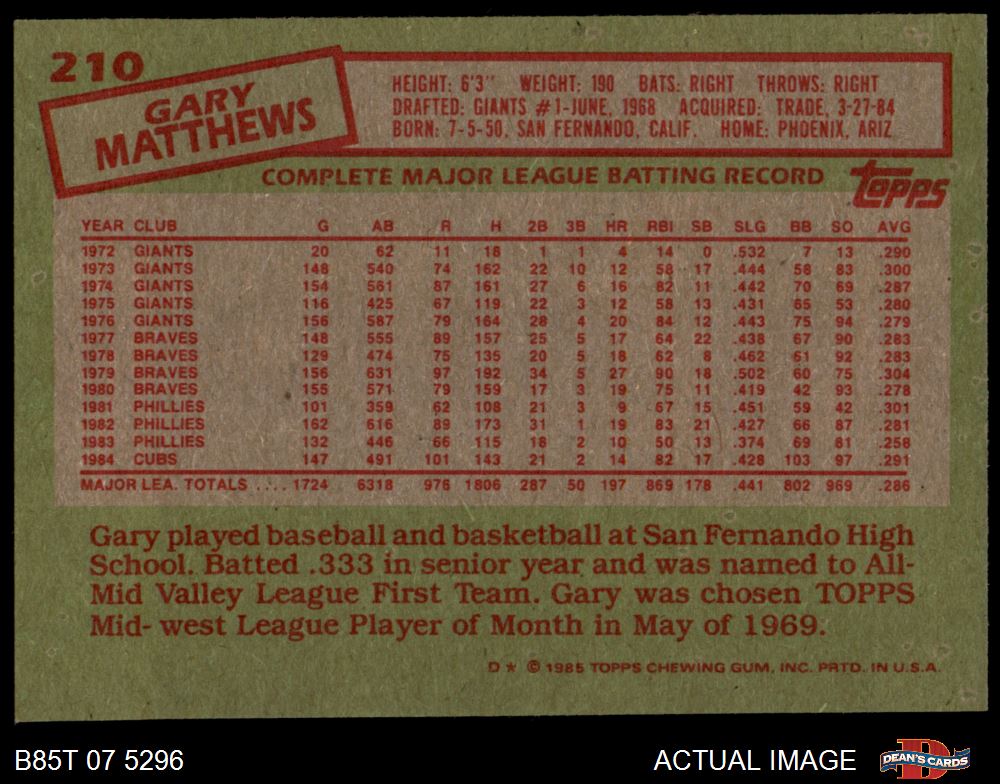 210
GARY
MATTHEWS
HEIGHT: 6'3" WEIGHT: 190 BATS: RIGHT THROWS: RIGHT
DRAFTED: GIANTS #1-JUNE, 1968 ACQUIRED: TRADE, 3-27-84
BORN: 7-5-50, SAN FERNANDO, CALIF. HOME: PHOENIX, ARIZ.
COMPLETE MAJOR LEAGUE BATTING RECORD topps
YEAR CLUB G AB R H 2B 3B HR RBI SB SLG BB SO AVG
1972 GIANTS 20 62 11 18 1 1 4 14 0 .532 7 13 .290
1973 GIANTS 148 540 74 162 22 10 12 58 17 .444 58 83 .300
1974 GIANTS 154 561 87 161 27 6 16 82 11 .442 70 69 .287
1975 GIANTS 116 425 67 119 22 3 12 58 13 .431 65 53 .280
1976 GIANTS 156 587 79 164 28 4 20 84 12 .443 75 94 .279
1977 BRAVES 148 555 89 157 25 5 17 64 22 .438 67 90 .283
1978 BRAVES 129 474 75 135 20 5 18 62 8 .462 61 92 .283
1979 BRAVES 156 631 97 192 34 5 27 90 18 .502 60 75 .304
1980 BRAVES 155 571 79 159 17 3 19 75 11 .419 42 93 .278
1981 PHILLIES 101 359 62 108 21 3 9 67 15 .451 59 42 .301
1982 PHILLIES 162 616 89 173 31 1 19 83 21 .427 66 87 .281
1983 PHILLIES 132 446 66 115 18 2 10 50 13 .374 69 81 .258
1984 CUBS 147 491 101 143 21 2 14 82 17 .428 103 97 .291
MAJOR LEA. TOTALS .... 1724 6318 976 1806 287 50 197 869 178 .441 802 969 .286
Gary played baseball and basketball at San Fernando High
School. Batted .333 in senior year and was named to All-
Mid Valley League First Team. Gary was chosen TOPPS
Mid- west League Player of Month in May of 1969.
D* © 1985 TOPPS CHEWING GUM, INC. PRTD. IN U.S.A.
B85T 07 5296 ACTUAL IMAGE DEAN'S CARDS